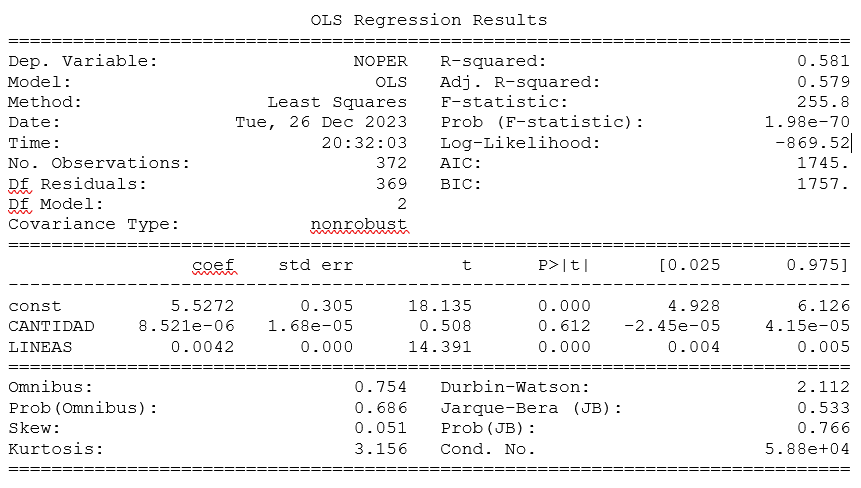 OLS Regression Results
==============================================================================
Dep. Variable:                  NOPER   R-squared:                       0.581
Model:                            OLS   Adj. R-squared:                  0.579
Method:                 Least Squares   F-statistic:                     255.8
Date:                Tue, 26 Dec 2023   Prob (F-statistic):           1.98e-70
Time:                        20:32:03   Log-Likelihood:                -869.52
No. Observations:                 372   AIC:                             1745.
Df Residuals:                     369   BIC:                             1757.
Df Model:                           2
Covariance Type:            nonrobust
==============================================================================
                 coef    std err          t      P>|t|      [0.025      0.975]
------------------------------------------------------------------------------
const          5.5272      0.305     18.135      0.000       4.928       6.126
CANTIDAD    8.521e-06   1.68e-05      0.508      0.612   -2.45e-05    4.15e-05
LINEAS         0.0042      0.000     14.391      0.000       0.004       0.005
==============================================================================
Omnibus:                        0.754   Durbin-Watson:                   2.112
Prob(Omnibus):                  0.686   Jarque-Bera (JB):                0.533
Skew:                           0.051   Prob(JB):                        0.766
Kurtosis:                       3.156   Cond. No.                     5.88e+04
==============================================================================